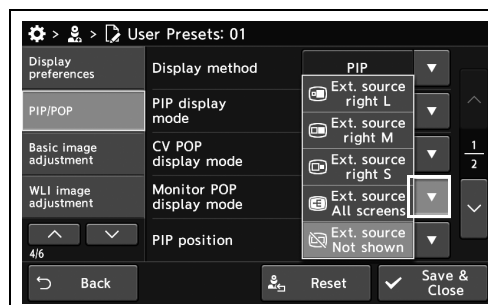 > > User Presets: 01
Display
preferences
Display method
PIP
PIP/POP
PIP display
mode
Ext. source
right L
Ext. source
right M
Basic image
adjustment
CV POP
display mode
Ext. source
right S
1
2
WLI image
adjustment
Monitor POP
display mode
Ext. source
All screens
4/6
PIP position
Ext. source
Not shown
Back
Reset
Save &
Close